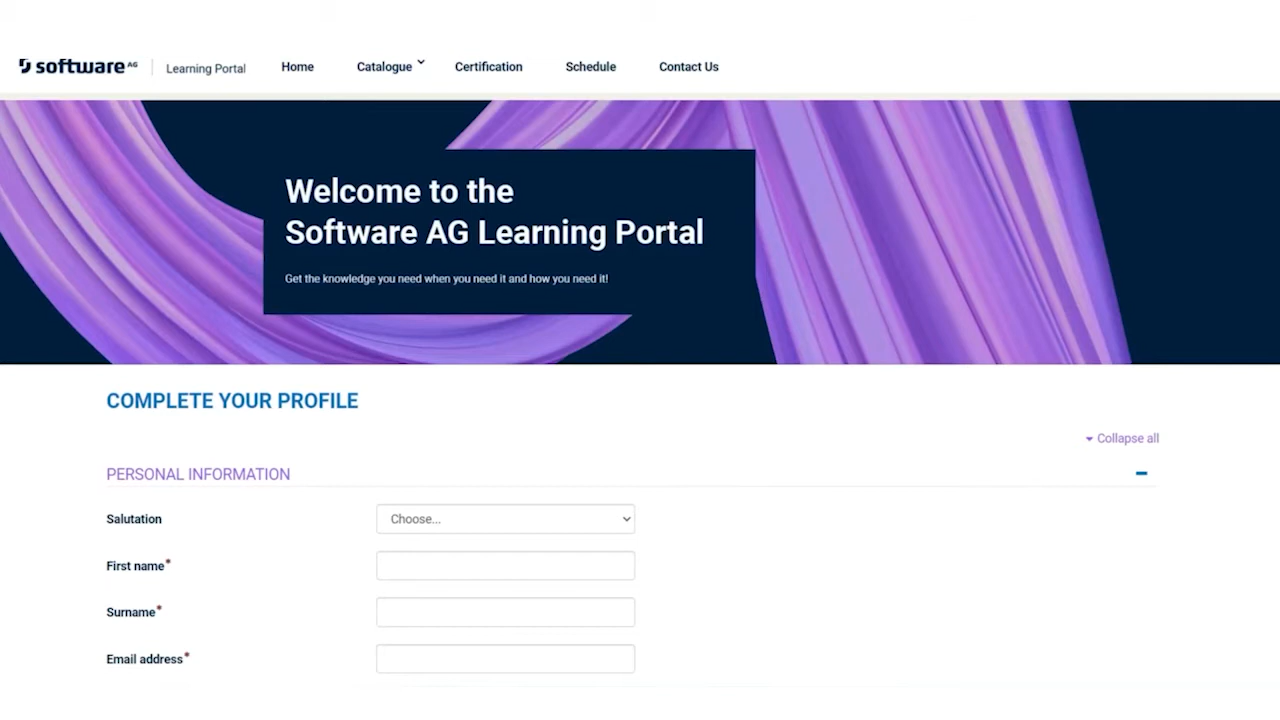 software AG Learning Portal Home Catalogue Certification Schedule Contact Us
Welcome to the
Software AG Learning Portal
Get the knowledge you need when you need it and how you need it!
COMPLETE YOUR PROFILE
Collapse all
PERSONAL INFORMATION
Salutation Choose...
First name*
Surname*
Email address*